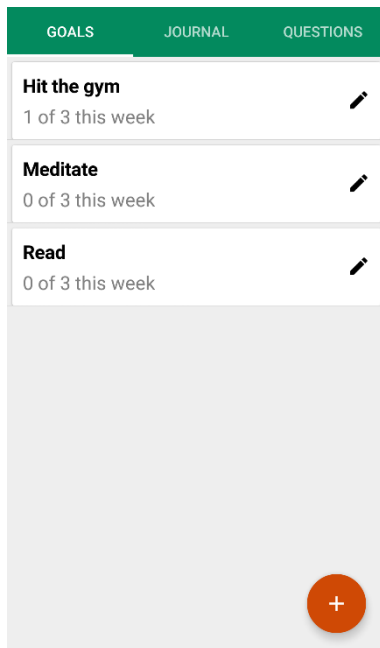 GOALS JOURNAL QUESTIONS
Hit the gym
1 of 3 this week
Meditate
0 of 3 this week
Read
0 of 3 this week
+